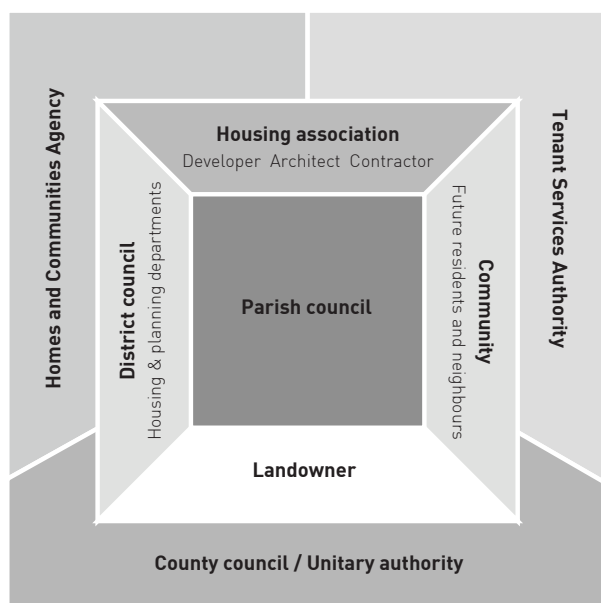 Homes and Communities Agency
Housing association
Developer Architect Contractor
Tenant Services Authority
District council
Housing & planning departments
Parish council
Community
Future residents and neighbours
Landowner
County council / Unitary authority